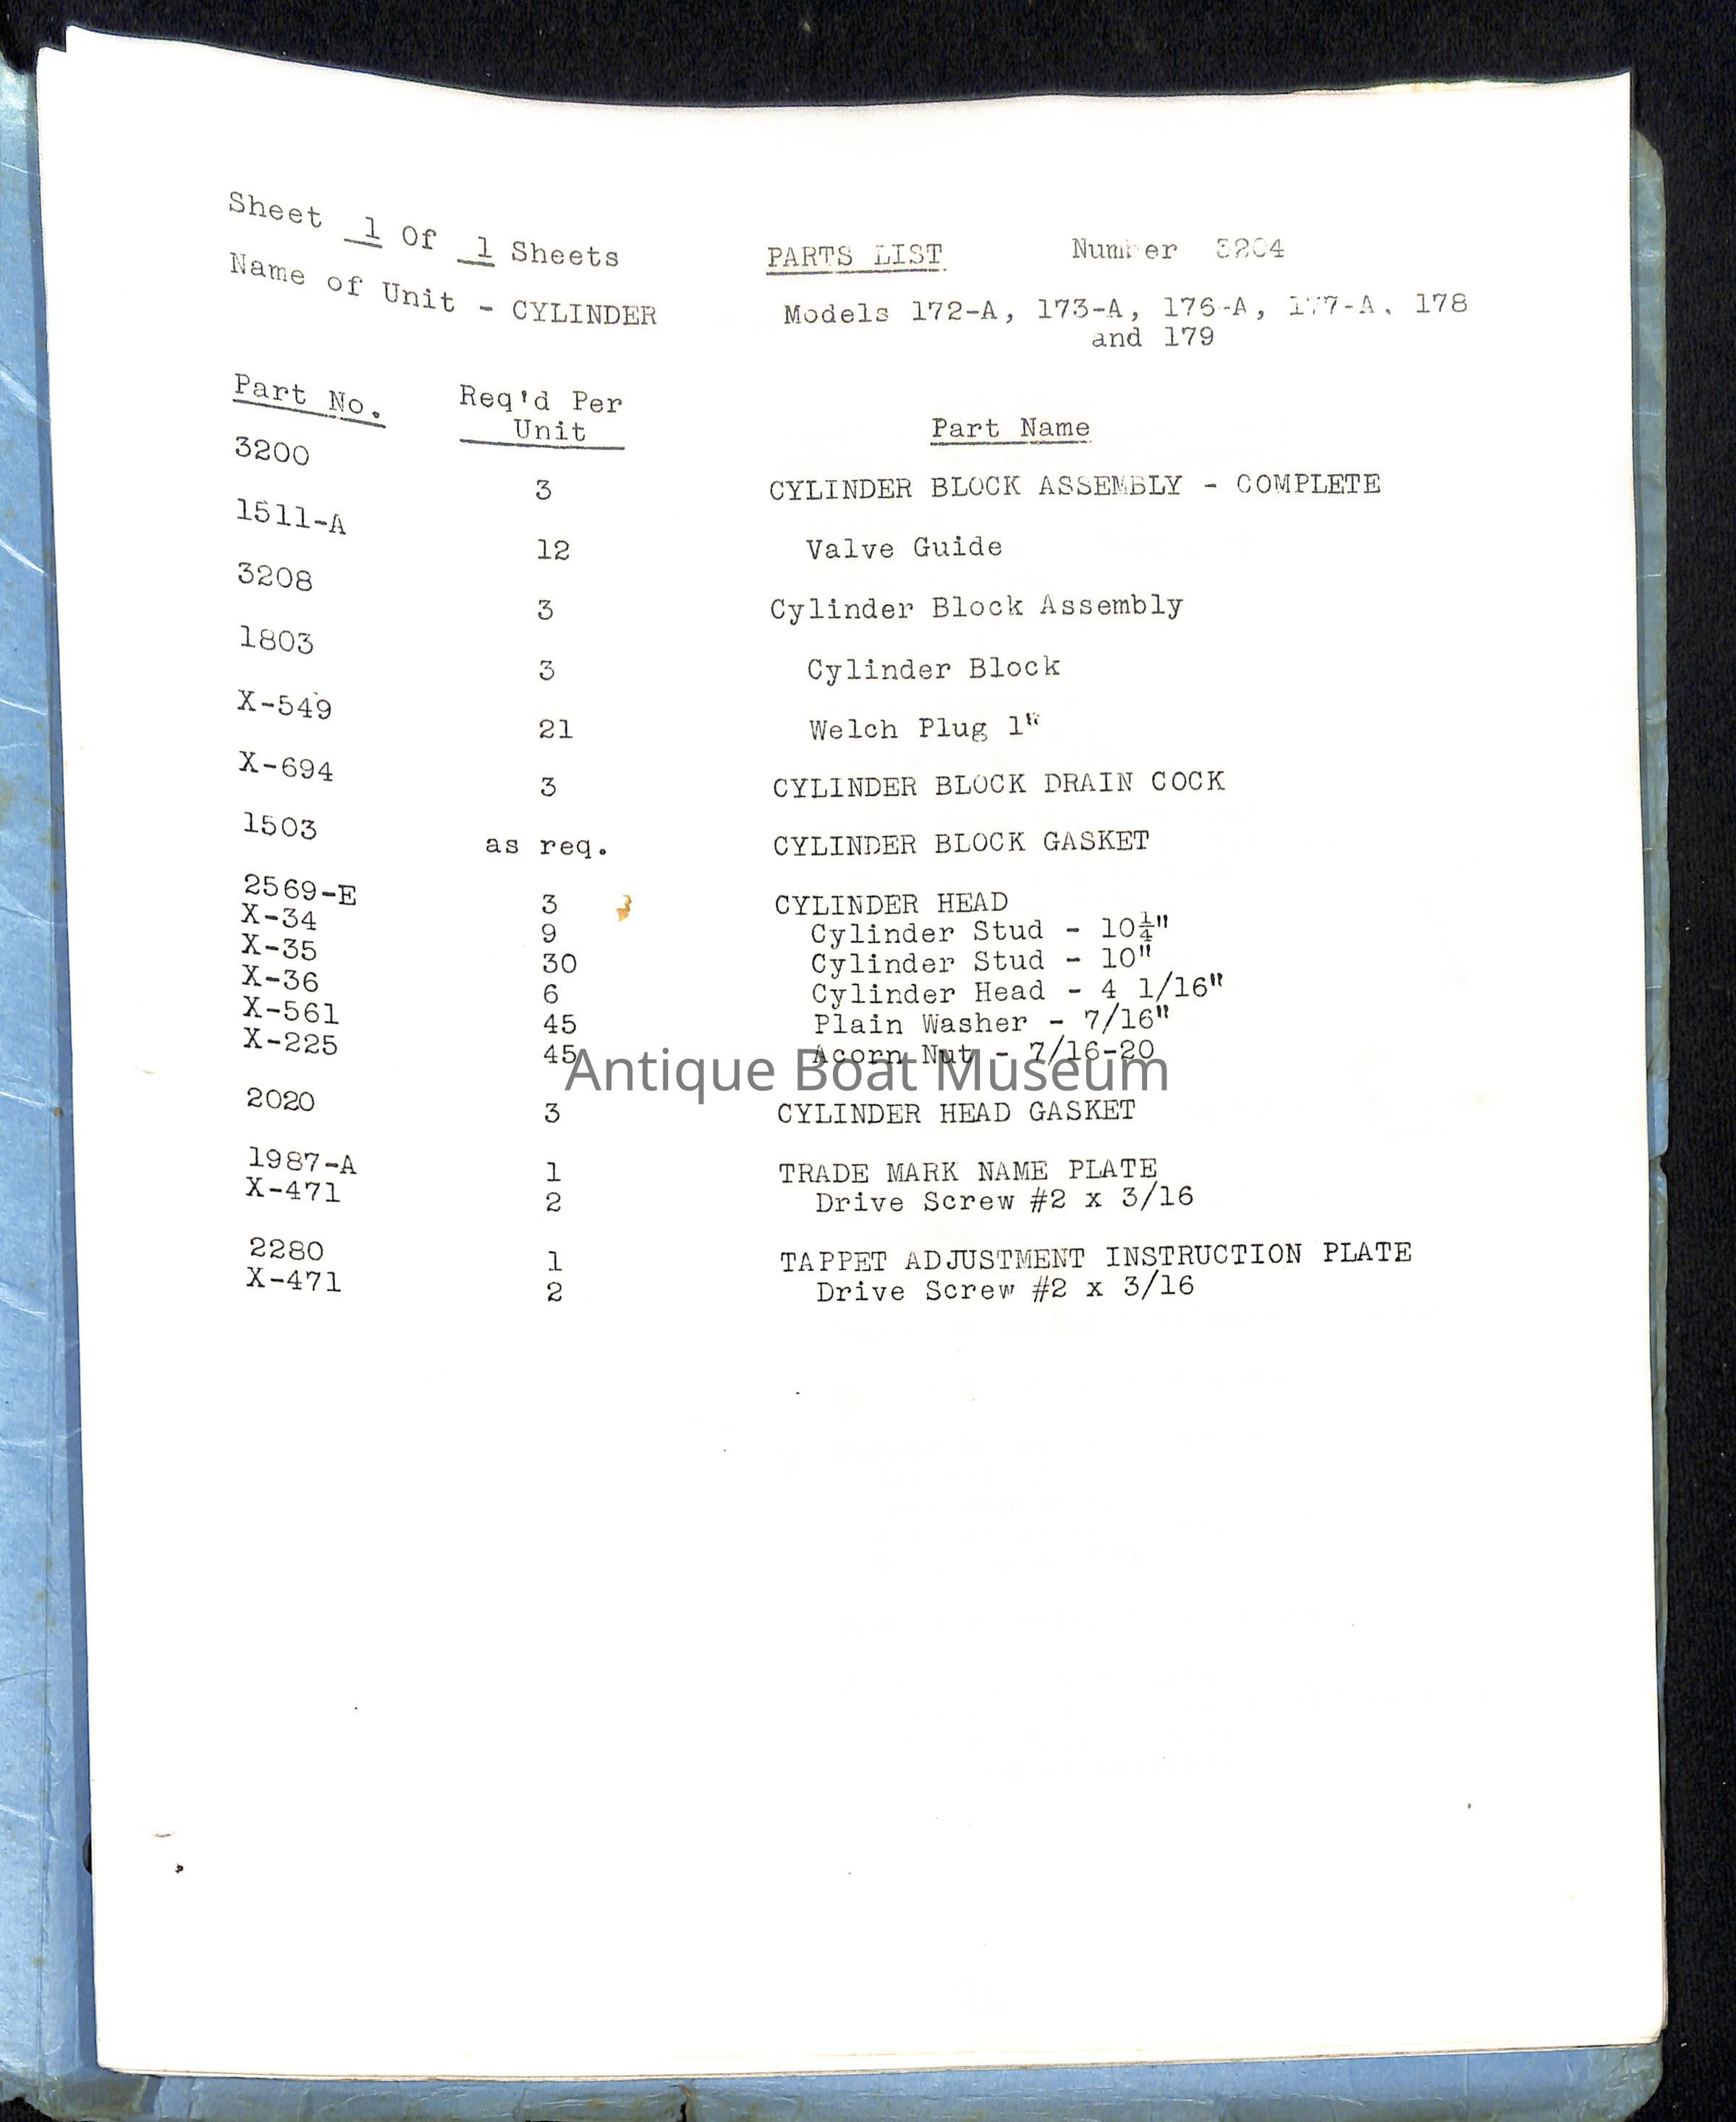 Sheet 1 Of 1 Sheets PARTS LIST Number 3204
Name of Unit - CYLINDER Models 172-A, 173-A, 176-A, 177-A, 178
and 179
Part No. Req'd Per
Unit Part Name
3200 3 CYLINDER BLOCK ASSEMBLY - COMPLETE
1511-A 12 Valve Guide
3208 3 Cylinder Block Assembly
1803 3 Cylinder Block
X-549 21 Welch Plug 1"
X-694 3 CYLINDER BLOCK DRAIN COCK
1503 as req. CYLINDER BLOCK GASKET
2569-E 3 CYLINDER HEAD
X-34 9 Cylinder Stud - 10¼"
X-35 30 Cylinder Stud - 10"
X-36 6 Cylinder Head - 4 1/16"
X-561 45 Plain Washer - 7/16"
X-225 45 Acorn Nut - 7/16-20
Antique Boat Museum
2020 3 CYLINDER HEAD GASKET
1987-A 1 TRADE MARK NAME PLATE
X-471 2 Drive Screw #2 x 3/16
2280 1 TAPPET ADJUSTMENT INSTRUCTION PLATE
X-471 2 Drive Screw #2 x 3/16